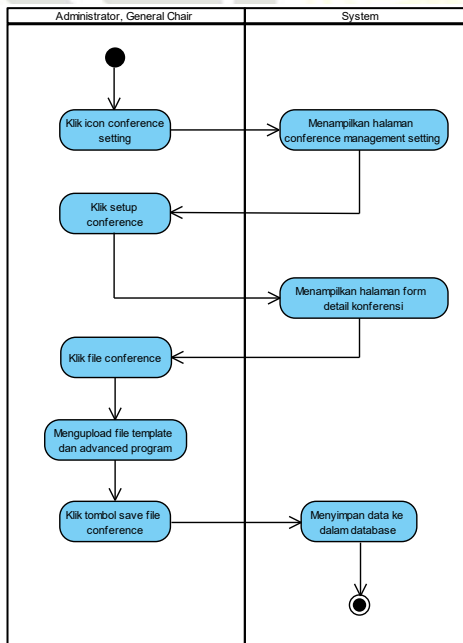 Administrator, General Chair
System
Klik icon conference
setting
Menampilkan halaman
conference management setting
Klik setup
conference
Menampilkan halaman form
detail konferensi
Klik file conference
Mengupload file template
dan advanced program
Klik tombol save file
conference
Menyimpan data ke
dalam database